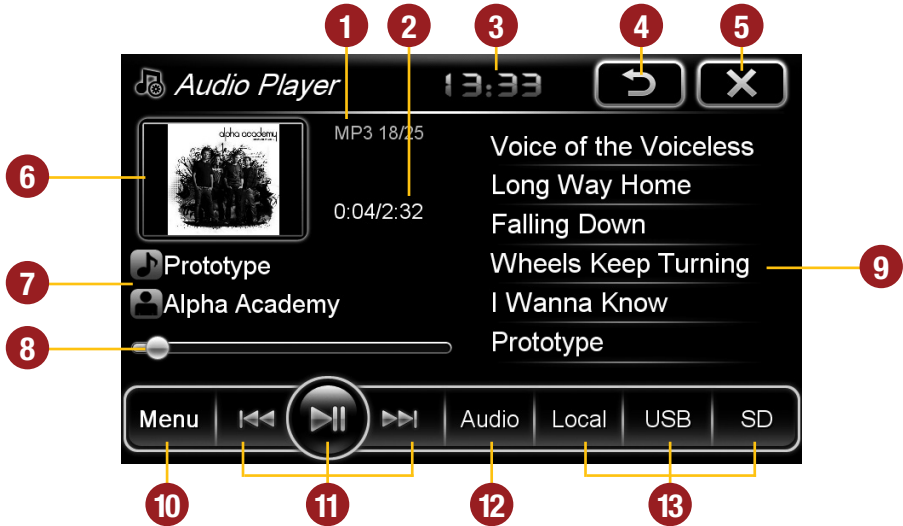 1 2 3 4 5
Audio Player 13:33
MP3 18/25
alpha academy
0:04/2:32
6
7
8
Prototype
Alpha Academy
Voice of the Voiceless
Long Way Home
Falling Down
Wheels Keep Turning
I Wanna Know
Prototype
9
Menu Audio Local USB SD
10 11 12 13